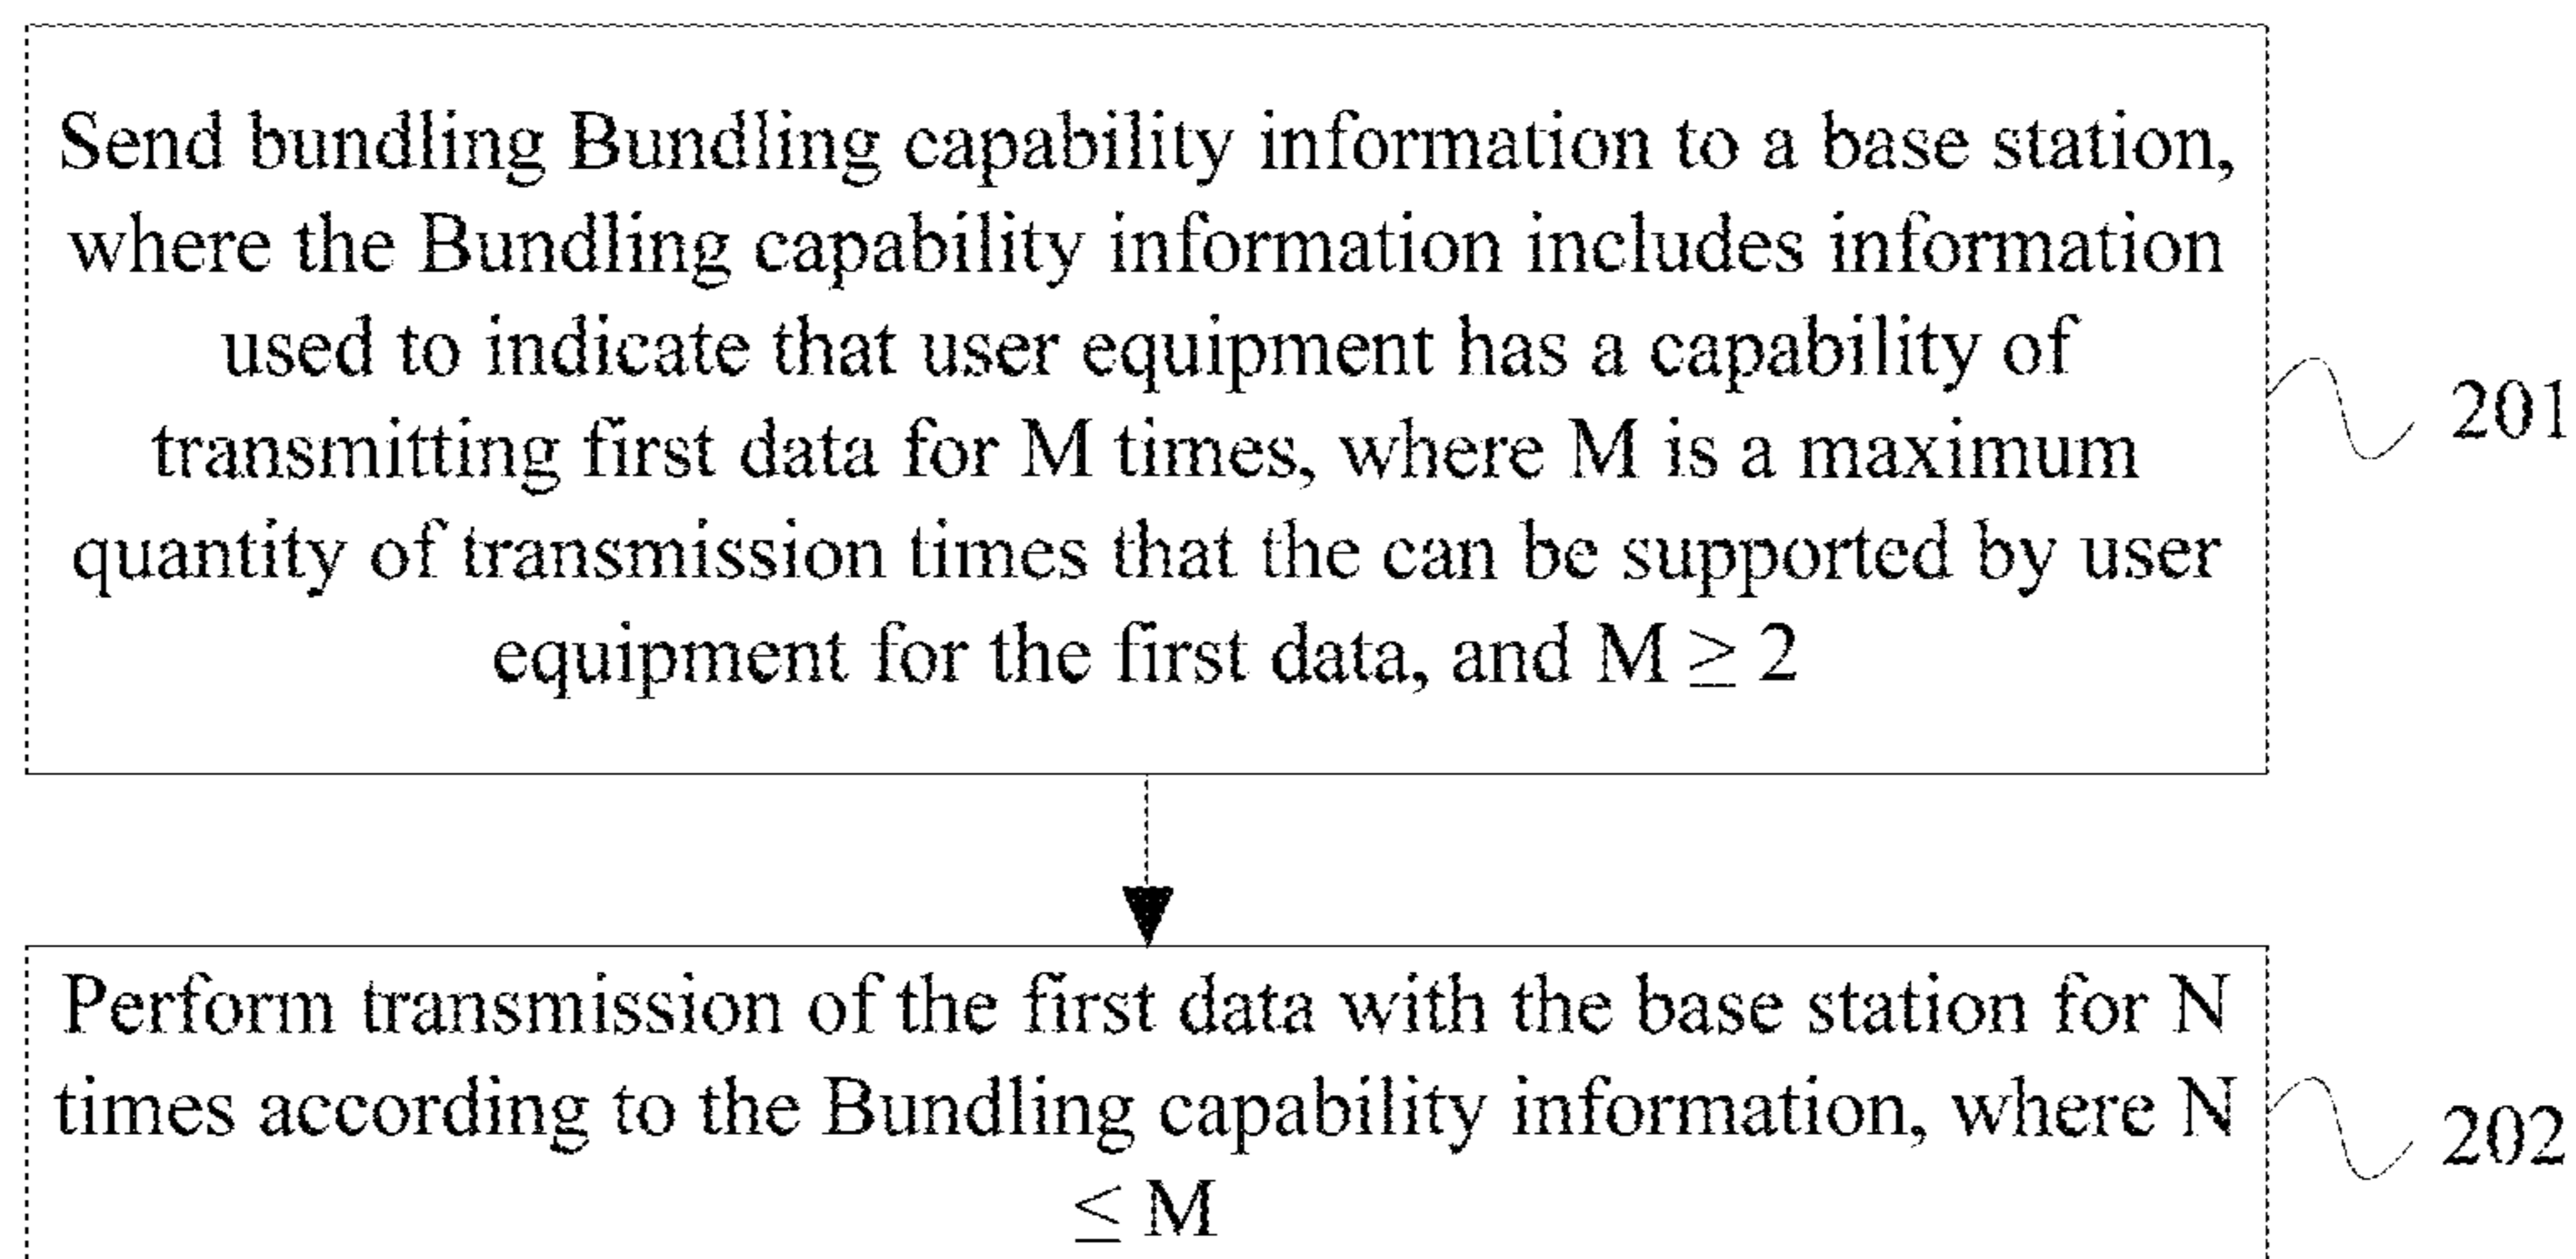 Send bundling Bundling capability information to a base station,
where the Bundling capability information includes information
used to indicate that user equipment has a capability of
transmitting first data for M times, where M is a maximum
quantity of transmission times that the can be supported by user
equipment for the first data, and M ≥ 2
201
Perform transmission of the first data with the base station for N
times according to the Bundling capability information, where N
≤ M
202